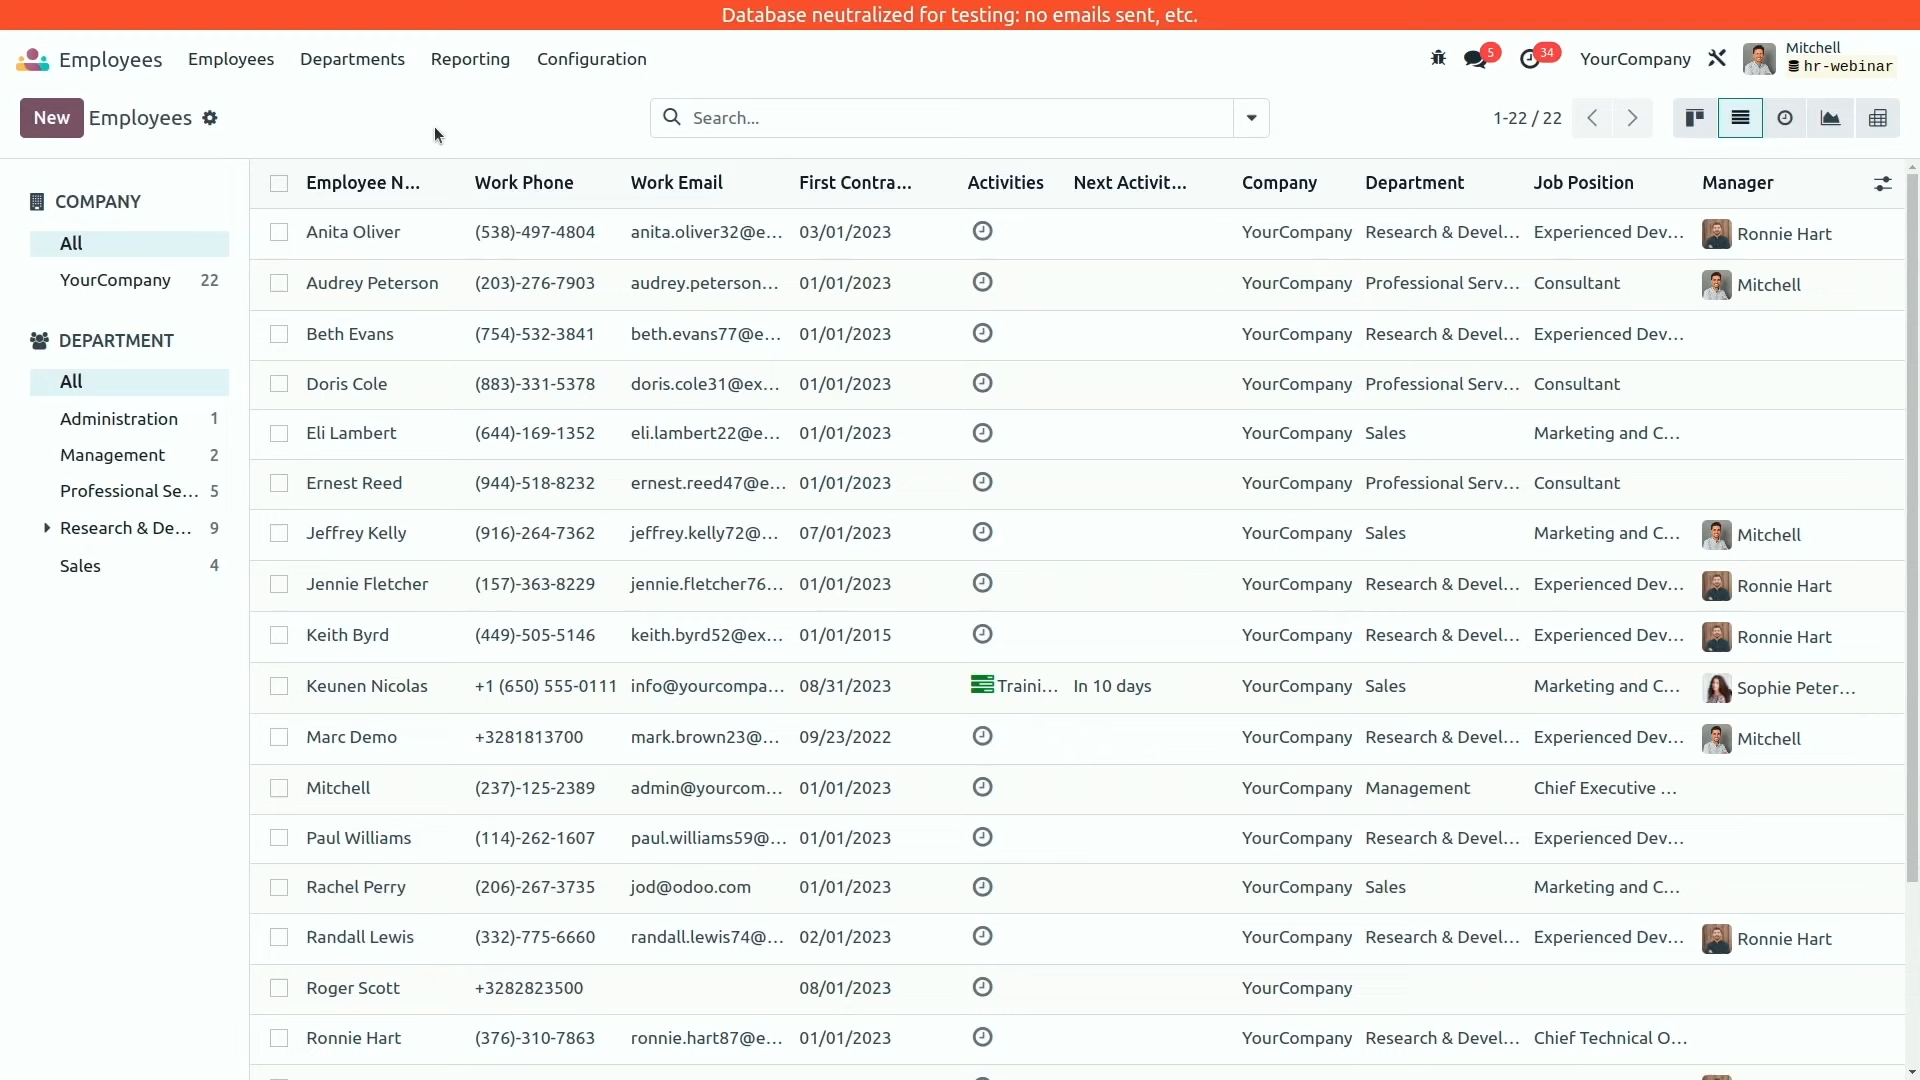 Database neutralized for testing: no emails sent, etc.
Employees Employees Departments Reporting Configuration 5 34 YourCompany Mitchell
hr-webinar
New Employees Search... 1-22 / 22
COMPANY
All
YourCompany 22
DEPARTMENT
All
Administration 1
Management 2
Professional Se... 5
Research & De... 9
Sales 4
Employee N... Work Phone Work Email First Contra... Activities Next Activit... Company Department Job Position Manager
Anita Oliver (538)-497-4804 anita.oliver32@e... 03/01/2023 YourCompany Research & Devel... Experienced Dev... Ronnie Hart
Audrey Peterson (203)-276-7903 audrey.peterson... 01/01/2023 YourCompany Professional Serv... Consultant Mitchell
Beth Evans (754)-532-3841 beth.evans77@e... 01/01/2023 YourCompany Research & Devel... Experienced Dev...
Doris Cole (883)-331-5378 doris.cole31@ex... 01/01/2023 YourCompany Professional Serv... Consultant
Eli Lambert (644)-169-1352 eli.lambert22@e... 01/01/2023 YourCompany Sales Marketing and C...
Ernest Reed (944)-518-8232 ernest.reed47@e... 01/01/2023 YourCompany Professional Serv... Consultant
Jeffrey Kelly (916)-264-7362 jeffrey.kelly72@... 07/01/2023 YourCompany Sales Marketing and C... Mitchell
Jennie Fletcher (157)-363-8229 jennie.fletcher76... 01/01/2023 YourCompany Research & Devel... Experienced Dev... Ronnie Hart
Keith Byrd (449)-505-5146 keith.byrd52@ex... 01/01/2015 YourCompany Research & Devel... Experienced Dev... Ronnie Hart
Keunen Nicolas +1 (650) 555-0111 info@yourcompa... 08/31/2023 Traini... In 10 days YourCompany Sales Marketing and C... Sophie Peter...
Marc Demo +3281813700 mark.brown23@... 09/23/2022 YourCompany Research & Devel... Experienced Dev... Mitchell
Mitchell (237)-125-2389 admin@yourcom... 01/01/2023 YourCompany Management Chief Executive ...
Paul Williams (114)-262-1607 paul.williams59@... 01/01/2023 YourCompany Research & Devel... Experienced Dev...
Rachel Perry (206)-267-3735 jod@odoo.com 01/01/2023 YourCompany Sales Marketing and C...
Randall Lewis (332)-775-6660 randall.lewis74@... 02/01/2023 YourCompany Research & Devel... Experienced Dev... Ronnie Hart
Roger Scott +3282823500 08/01/2023 YourCompany
Ronnie Hart (376)-310-7863 ronnie.hart87@e... 01/01/2023 YourCompany Research & Devel... Chief Technical O...